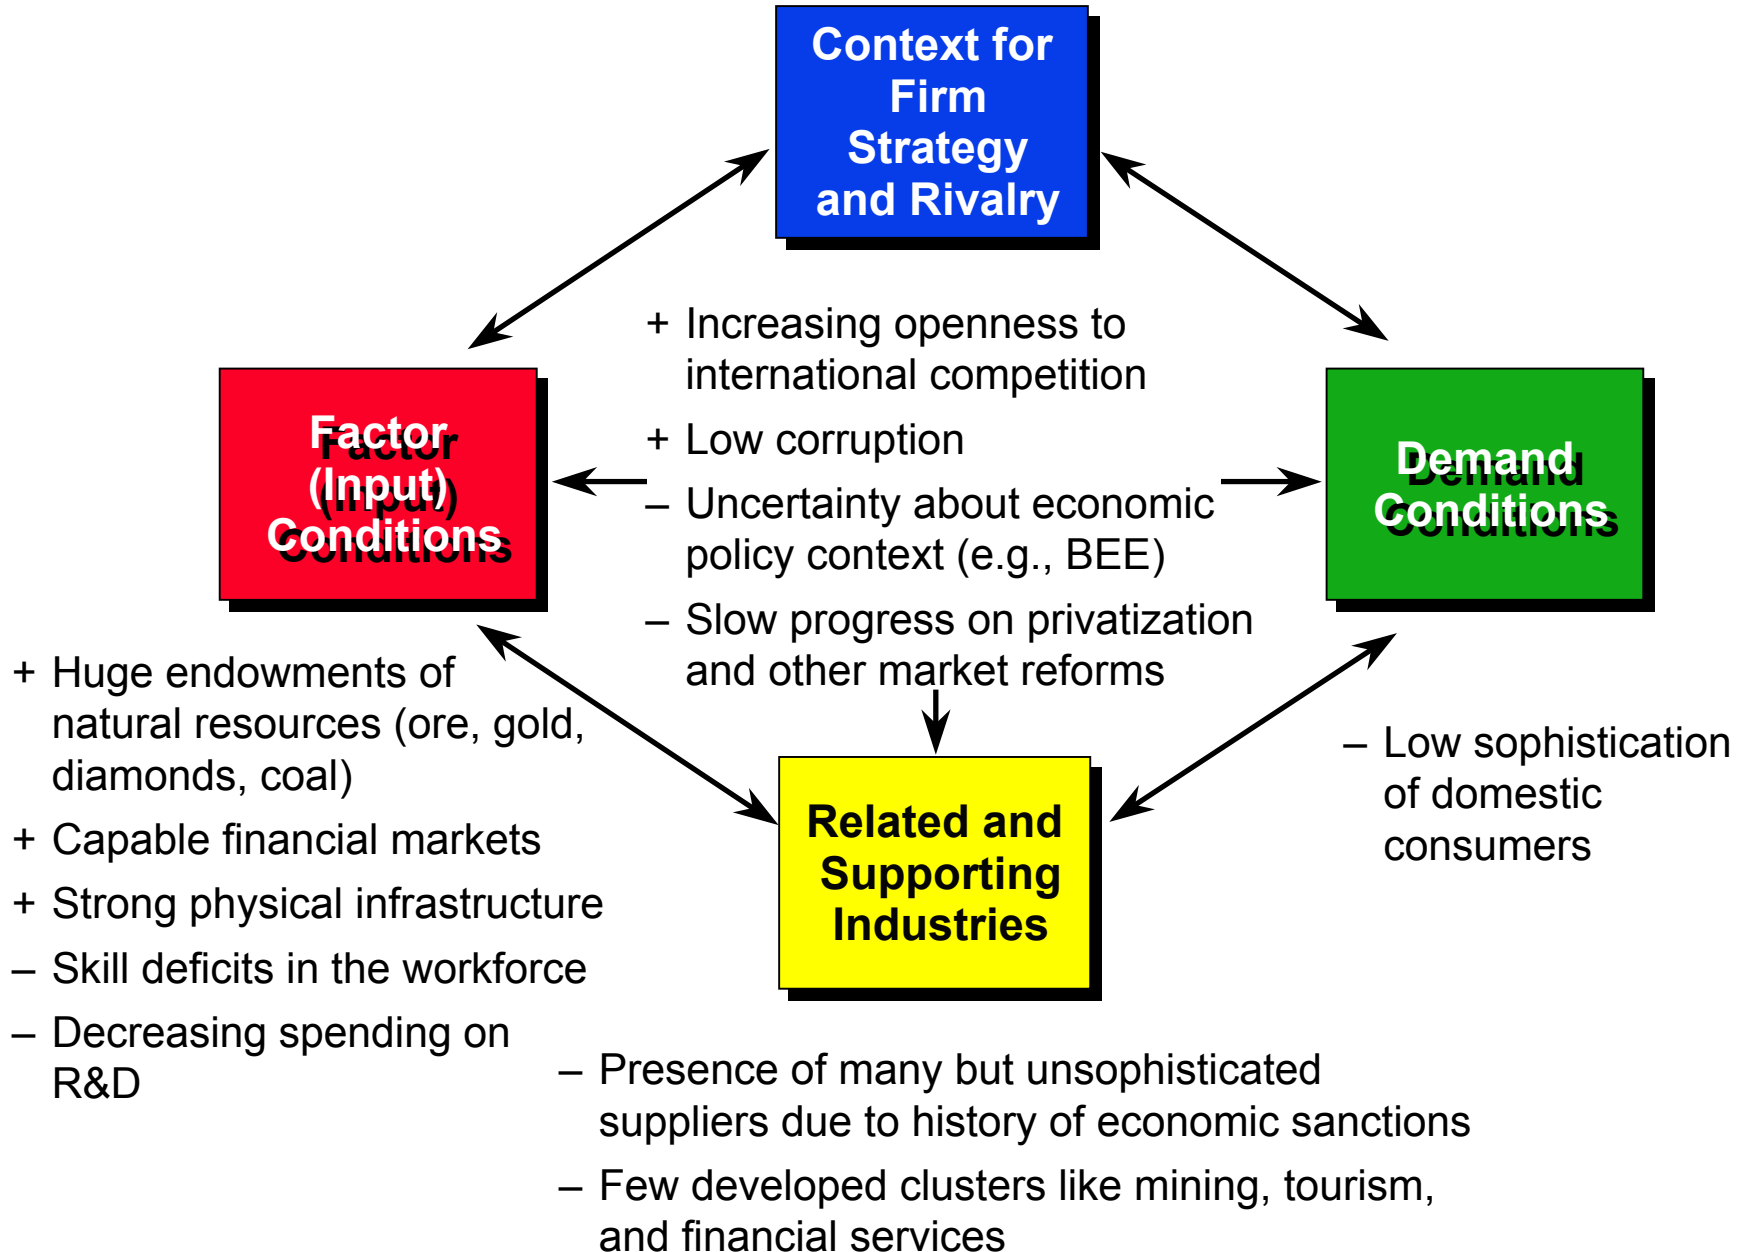 Context for
Firm
Strategy
and Rivalry
+ Increasing openness to
international competition
+ Low corruption
– Uncertainty about economic
policy context (e.g., BEE)
– Slow progress on privatization
and other market reforms
Factor
(Input)
Conditions
Demand
Conditions
+ Huge endowments of
natural resources (ore, gold,
diamonds, coal)
+ Capable financial markets
+ Strong physical infrastructure
– Skill deficits in the workforce
– Decreasing spending on
R&D
– Low sophistication
of domestic
consumers
Related and
Supporting
Industries
– Presence of many but unsophisticated
suppliers due to history of economic sanctions
– Few developed clusters like mining, tourism,
and financial services